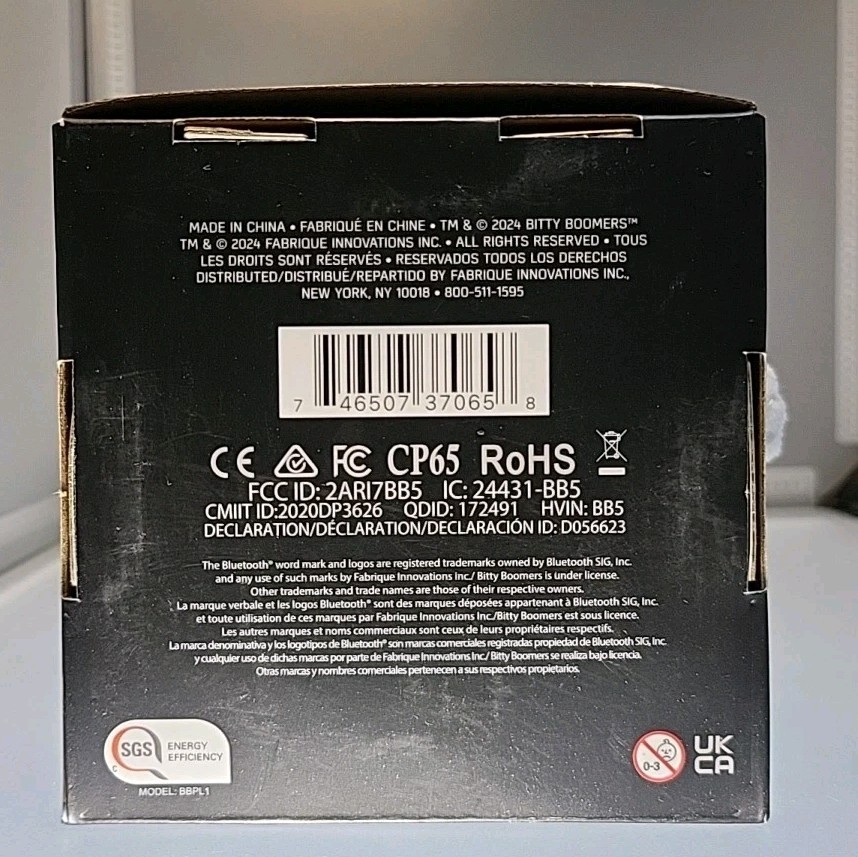 MADE IN CHINA • FABRIQUÉ EN CHINE • TM & © 2024 BITTY BOOMERS™
TM & © 2024 FABRIQUE INNOVATIONS INC. • ALL RIGHTS RESERVED • TOUS
LES DROITS SONT RÉSERVÉS • RESERVADOS TODOS LOS DERECHOS
DISTRIBUTED/DISTRIBUÉ/REPARTIDO BY FABRIQUE INNOVATIONS INC.,
NEW YORK, NY 10018 • 800-511-1595
7 46507 37065 8
CE FC CP65 RoHS
FCC ID: 2ARI7BB5 IC: 24431-BB5
CMIIT ID:2020DP3626 QDID: 172491 HVIN: BB5
DECLARATION/DÉCLARATION/DECLARACIÓN ID: D056623
The Bluetooth® word mark and logos are registered trademarks owned by Bluetooth SIG, Inc.
and any use of such marks by Fabrique Innovations Inc./ Bitty Boomers is under license.
Other trademarks and trade names are those of their respective owners.
La marque verbale et les logos Bluetooth® sont des marques déposées appartenant à Bluetooth SIG, Inc.
et toute utilisation de ces marques par Fabrique Innovations Inc./Bitty Boomers est sous licence.
Les autres marques et noms commerciaux sont ceux de leurs propriétaires respectifs.
La marca denominativa y los logotipos de Bluetooth® son marcas comerciales registradas propiedad de Bluetooth SIG, Inc.
y cualquier uso de dichas marcas por parte de Fabrique Innovations Inc./ Bitty Boomers se realiza bajo licencia.
Otras marcas y nombres comerciales pertenecen a sus respectivos propietarios.
SGS ENERGY
EFFICIENCY
C
MODEL: BBPL1
0-3
UK
CA